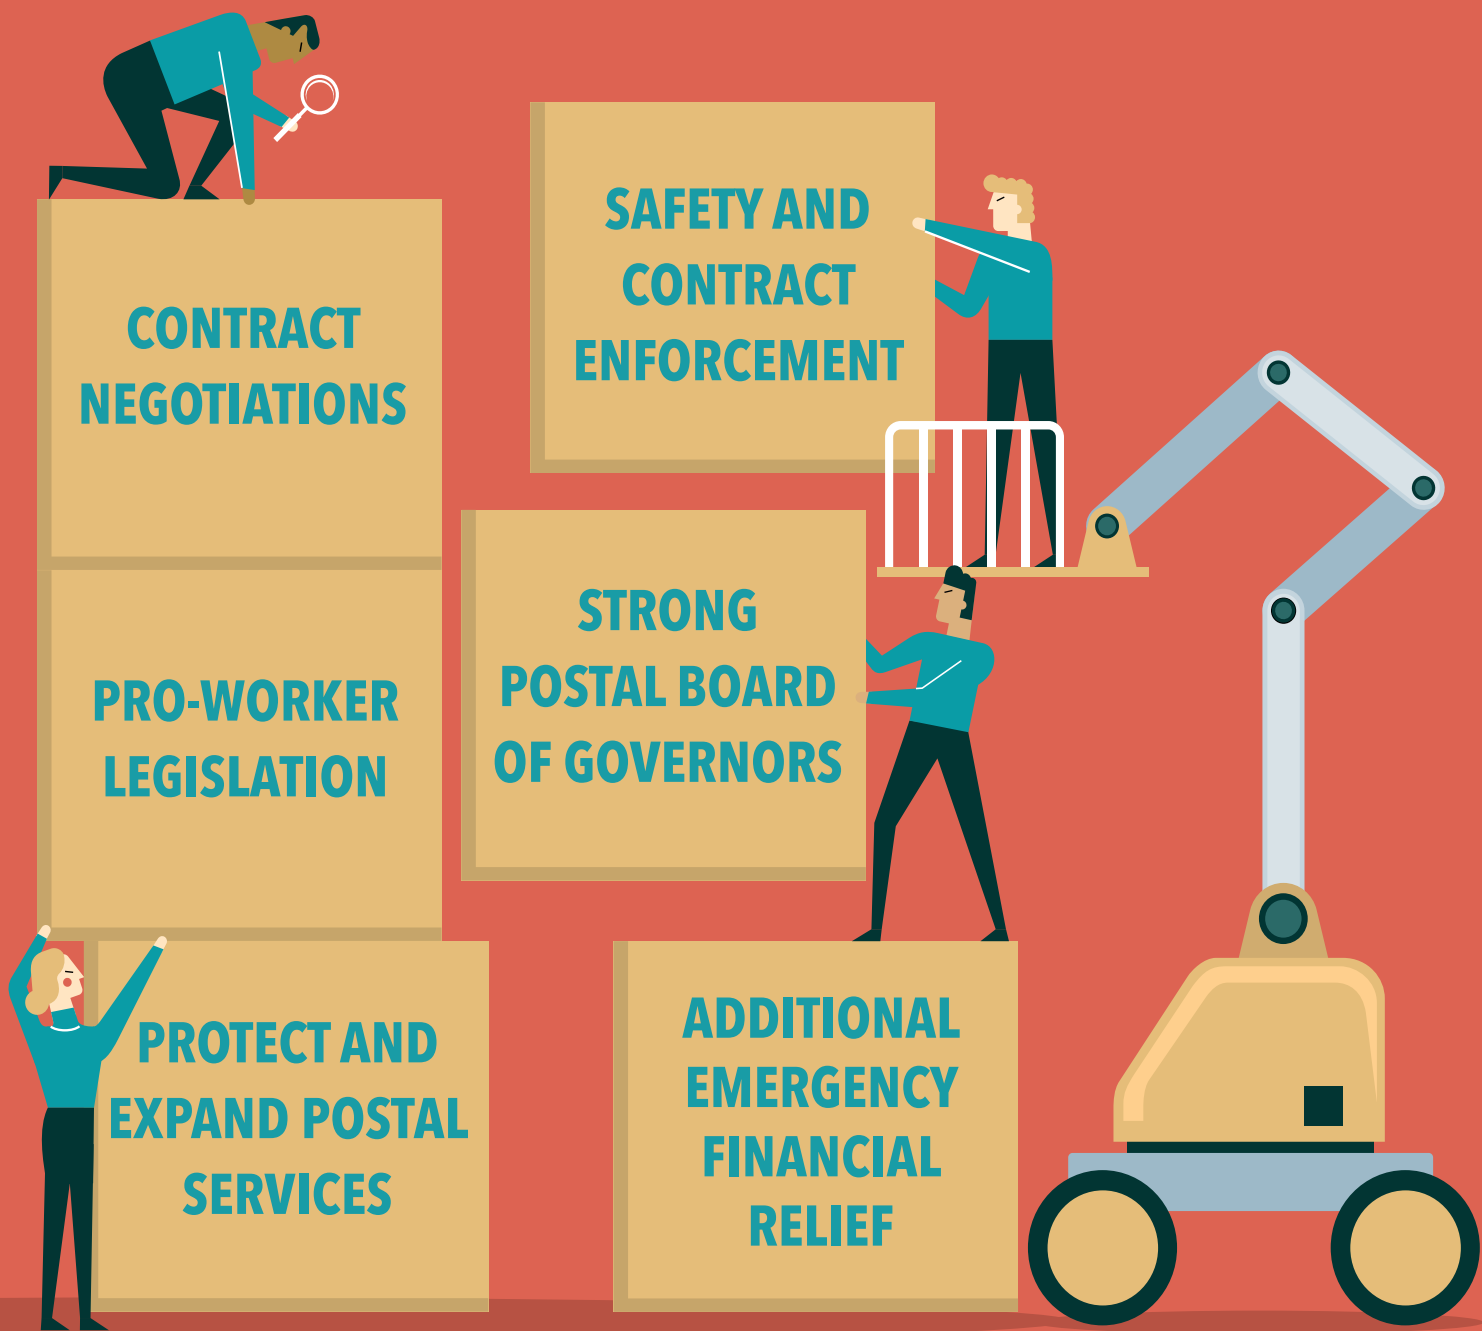 CONTRACT
NEGOTIATIONS
SAFETY AND
CONTRACT
ENFORCEMENT
PRO-WORKER
LEGISLATION
STRONG
POSTAL BOARD
OF GOVERNORS
PROTECT AND
EXPAND POSTAL
SERVICES
ADDITIONAL
EMERGENCY
FINANCIAL
RELIEF